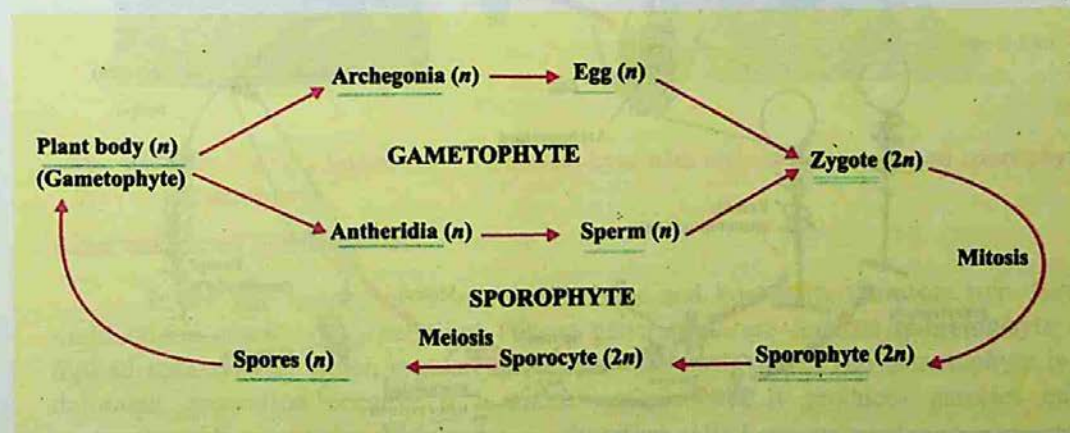 Archegonia (n)
Egg (n)
Plant body (n)
(Gametophyte)
GAMETOPHYTE
Zygote (2n)
Antheridia (n)
Sperm (n)
Mitosis
SPOROPHYTE
Meiosis
Spores (n)
Sporocyte (2n)
Sporophyte (2n)